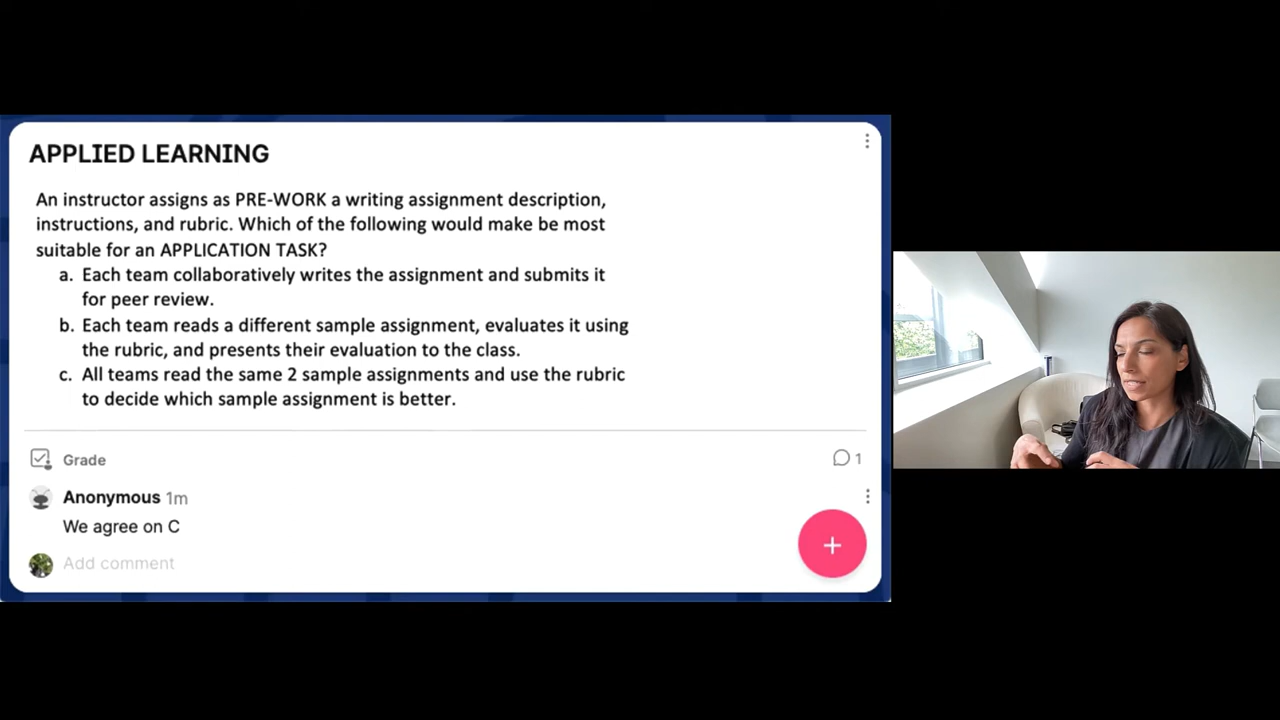 APPLIED LEARNING
An instructor assigns as PRE-WORK a writing assignment description,
instructions, and rubric. Which of the following would make be most
suitable for an APPLICATION TASK?
a. Each team collaboratively writes the assignment and submits it
for peer review.
b. Each team reads a different sample assignment, evaluates it using
the rubric, and presents their evaluation to the class.
c. All teams read the same 2 sample assignments and use the rubric
to decide which sample assignment is better.
Grade 1
Anonymous 1m
We agree on C
Add comment